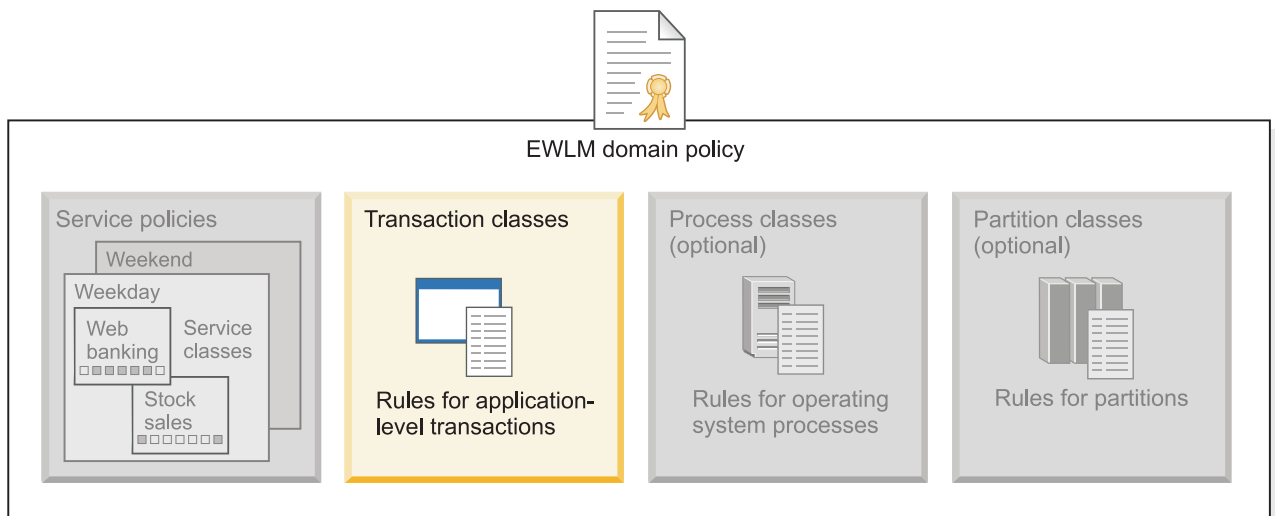 EWLM domain policy
Service policies
Weekend
Weekday
Web
banking
Service
classes
Stock
sales
Transaction classes
Rules for application-
level transactions
Process classes
(optional)
Rules for operating
system processes
Partition classes
(optional)
Rules for partitions